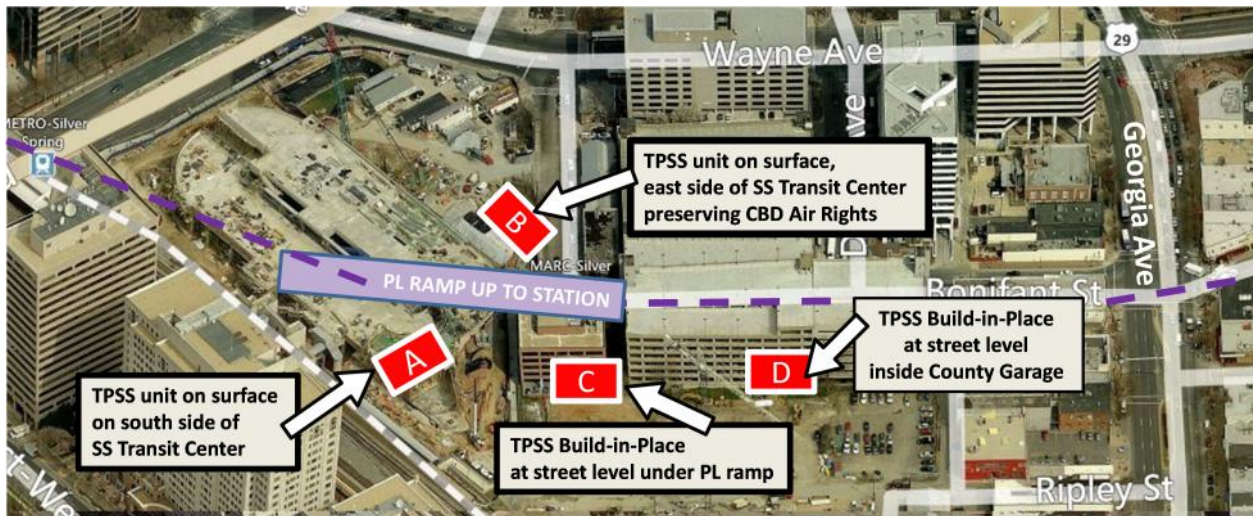 Wayne Ave
29
METRO-Silver
Spring
TPSS unit on surface,
east side of SS Transit Center
preserving CBD Air Rights
B
Ave
Georgia Ave
MARC-Silver
PL RAMP UP TO STATION
Bonifant St
TPSS Build-in-Place
at street level
inside County Garage
A
C
D
TPSS unit on surface
on south side of
SS Transit Center
TPSS Build-in-Place
at street level under PL ramp
Ripley St